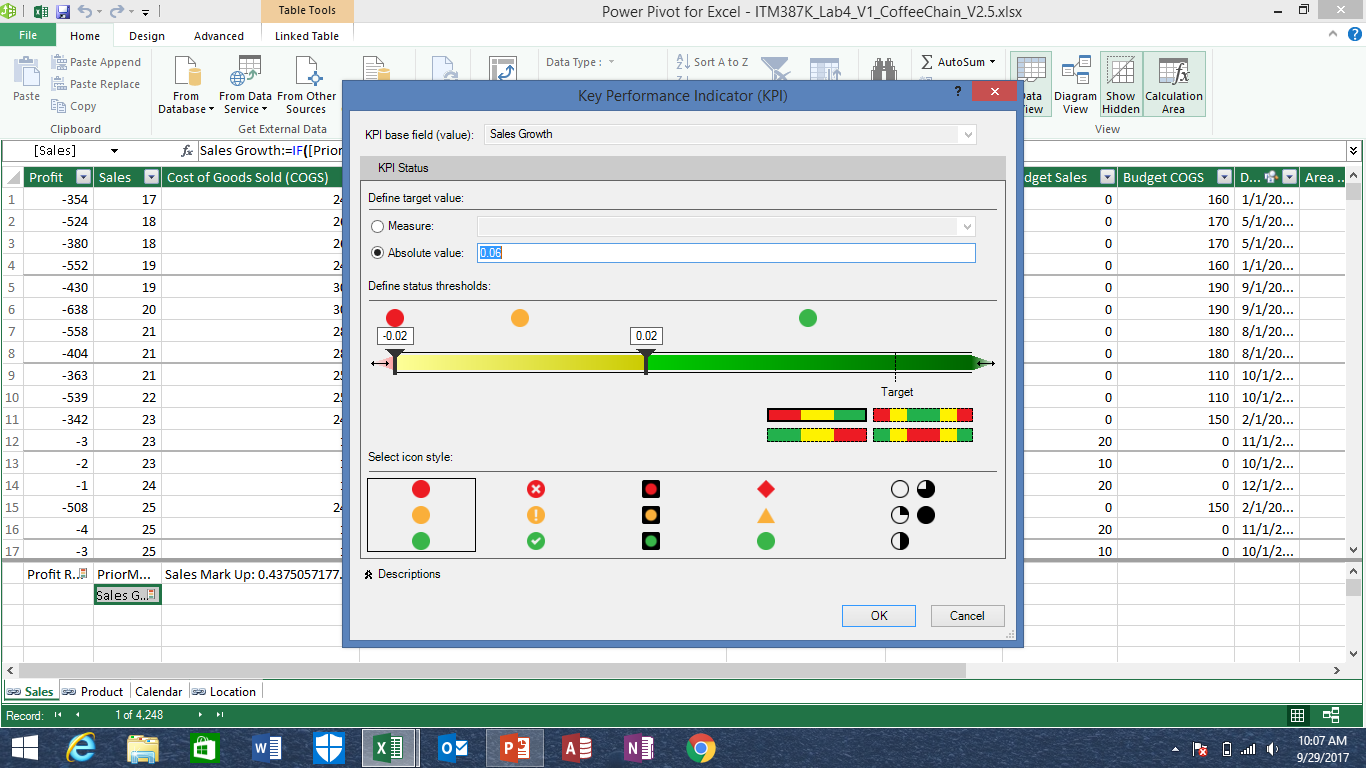 Table Tools
Power Pivot for Excel - ITM387K_Lab4_V1_CoffeeChain_V2.5.xlsx
File Home Design Advanced Linked Table
Paste
Paste Append
Paste Replace
Copy
Clipboard
From Database
From Data Service
From Other Sources
Get External Data
Data Type :
Sort A to Z
AutoSum
Data View
Diagram View
Show Hidden
Calculation Area
View
[Sales] fx Sales Growth:=IF([Prior
Key Performance Indicator (KPI)
?
KPI base field (value): Sales Growth
KPI Status
Define target value:
Measure:
Absolute value: 0.06
Define status thresholds:
-0.02 0.02
Target
Select icon style:
Descriptions
OK Cancel
Profit Sales Cost of Goods Sold (COGS) dget Sales Budget COGS D... Area ...
1 -354 17 24 0 160 1/1/20...
2 -524 18 26 0 170 5/1/20...
3 -380 18 26 0 170 5/1/20...
4 -552 19 24 0 160 1/1/20...
5 -430 19 30 0 190 9/1/20...
6 -638 20 30 0 190 9/1/20...
7 -558 21 28 0 180 8/1/20...
8 -404 21 28 0 180 8/1/20...
9 -363 21 25 0 110 10/1/2...
10 -539 22 25 0 110 10/1/2...
11 -342 23 24 0 150 2/1/20...
12 -3 23 1 20 0 11/1/2...
13 -2 23 1 10 0 10/1/2...
14 -1 24 1 20 0 12/1/2...
15 -508 25 24 0 150 2/1/20...
16 -4 25 1 20 0 11/1/2...
17 -3 25 1 10 0 10/1/2...
Profit R... PriorM... Sales Mark Up: 0.4375057177.
Sales G...
Sales Product Calendar Location
Record: 1 of 4,248
10:07 AM
9/29/2017